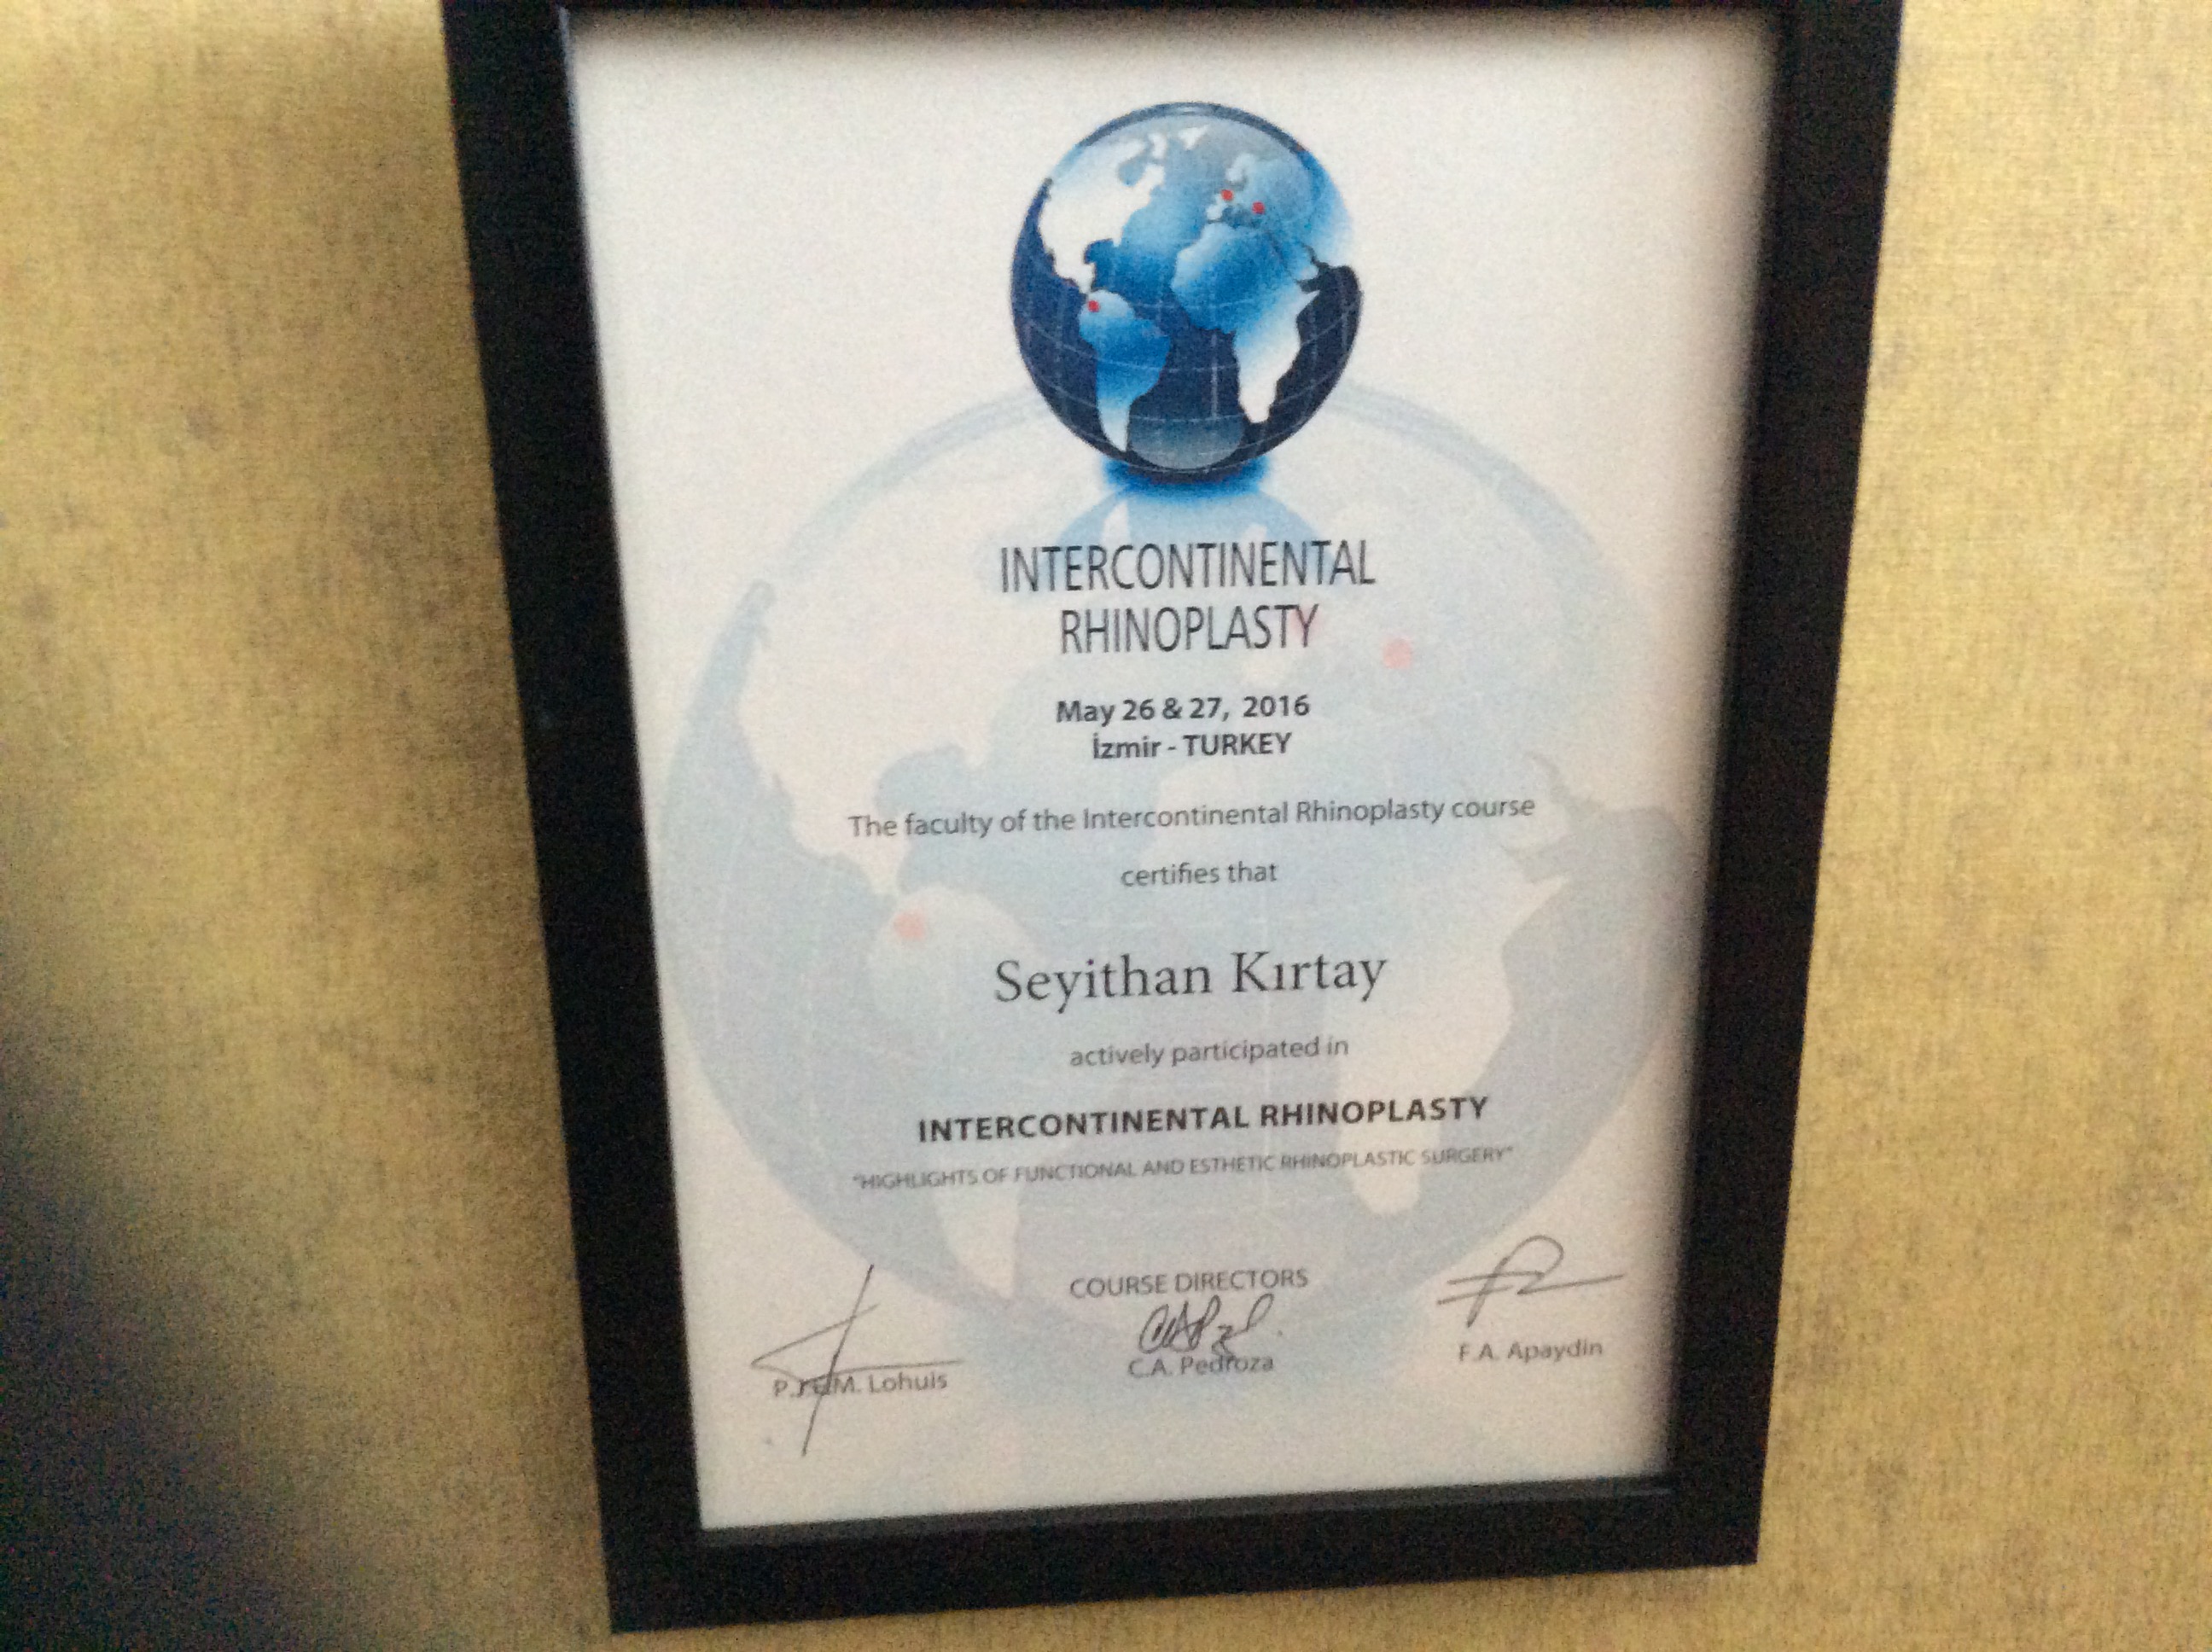 INTERCONTINENTAL
RHINOPLASTY
May 26 & 27, 2016
İzmir - TURKEY
The faculty of the Intercontinental Rhinoplasty course
certifies that
Seyithan Kırtay
actively participated in
INTERCONTINENTAL RHINOPLASTY
"HIGHLIGHTS OF FUNCTIONAL AND ESTHETIC RHINOPLASTIC SURGERY"
COURSE DIRECTORS
Lohuis
C.A. Pedroza
F.A. Apaydin